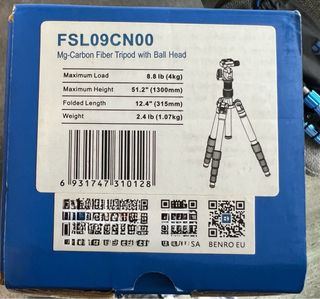 FSL09CN00
Mg-Carbon Fiber Tripod with Ball Head
Maximum Load 8.8 lb (4kg)
Maximum Height 51.2" (1300mm)
Folded Length 12.4" (315mm)
Weight 2.4 lb (1.07kg)
6 931747 310128
SA BENRO EU